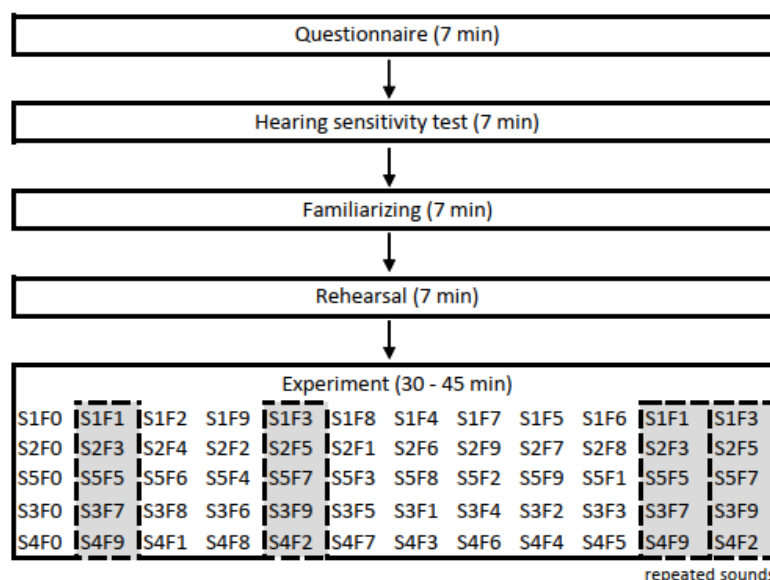 Questionnaire (7 min)
Hearing sensitivity test (7 min)
Familiarizing (7 min)
Rehearsal (7 min)
Experiment (30 - 45 min)
S1F0 S1F1 S1F2 S1F9 S1F3 S1F8 S1F4 S1F7 S1F5 S1F6 S1F1 S1F3
S2F0 S2F3 S2F4 S2F2 S2F5 S2F1 S2F6 S2F9 S2F7 S2F8 S2F3 S2F5
S5F0 S5F5 S5F6 S5F4 S5F7 S5F3 S5F8 S5F2 S5F9 S5F1 S5F5 S5F7
S3F0 S3F7 S3F8 S3F6 S3F9 S3F5 S3F1 S3F4 S3F2 S3F3 S3F7 S3F9
S4F0 S4F9 S4F1 S4F8 S4F2 S4F7 S4F3 S4F6 S4F4 S4F5 S4F9 S4F2
repeated sounds